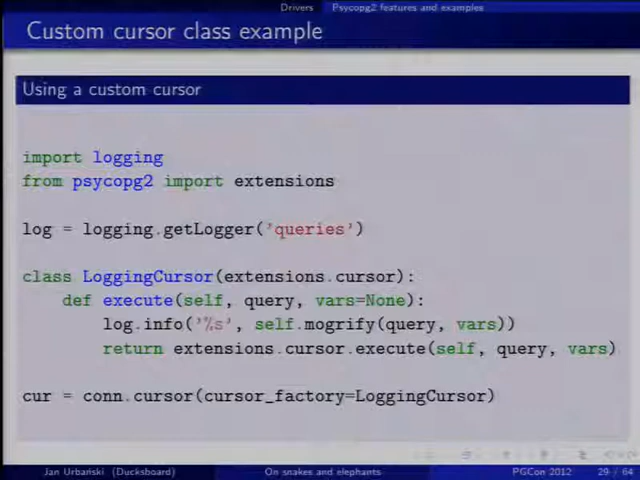 Drivers Psycopg2 features and examples
Custom cursor class example
Using a custom cursor
import logging
from psycopg2 import extensions
log = logging.getLogger('queries')
class LoggingCursor(extensions.cursor):
def execute(self, query, vars=None):
log.info('%s', self.mogrify(query, vars))
return extensions.cursor.execute(self, query, vars)
cur = conn.cursor(cursor_factory=LoggingCursor)
Jan Urbański (Ducksboard) On snakes and elephants PGCon 2012 29 / 64